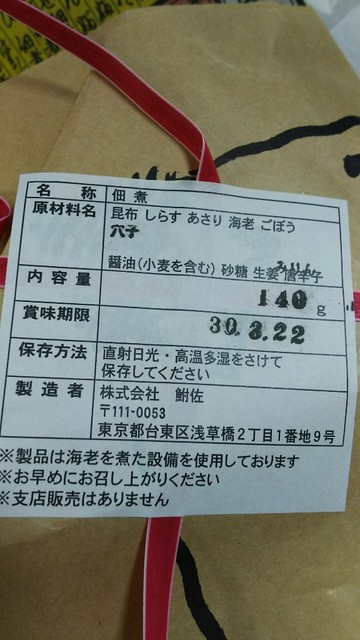 名称 佃煮
原材料名 昆布 しらす あさり 海老 ごぼう
穴子
醤油(小麦を含む) 砂糖 生姜 唐辛子
内容量 140 g
賞味期限 30.3.22
保存方法 直射日光・高温多湿をさけて
保存してください
製造者 株式会社 鮒佐
〒111-0053
東京都台東区浅草橋2丁目1番地9号
※製品は海老を煮た設備を使用しております
※お早めにお召し上がりください
※支店販売はありません